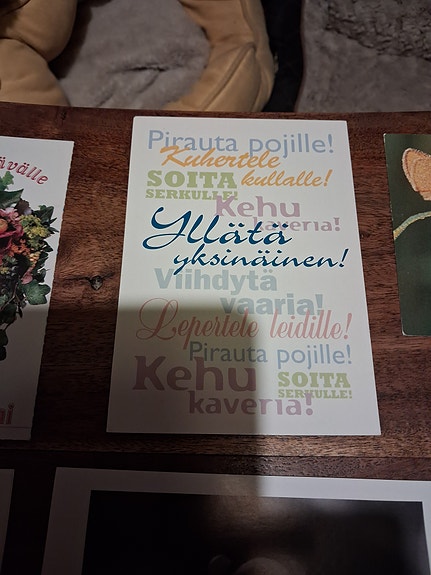 ävälle
Pirauta pojille!
Kuhertele
kullalle!
SOITA
SERKULLE!
Kehu
kaveria!
Yllätä
yksinäinen!
Viihdytä
vaaria!
Lepertele leidille!
Pirauta pojille!
Kehu
kaveria!
SOITA
SERKULLE!